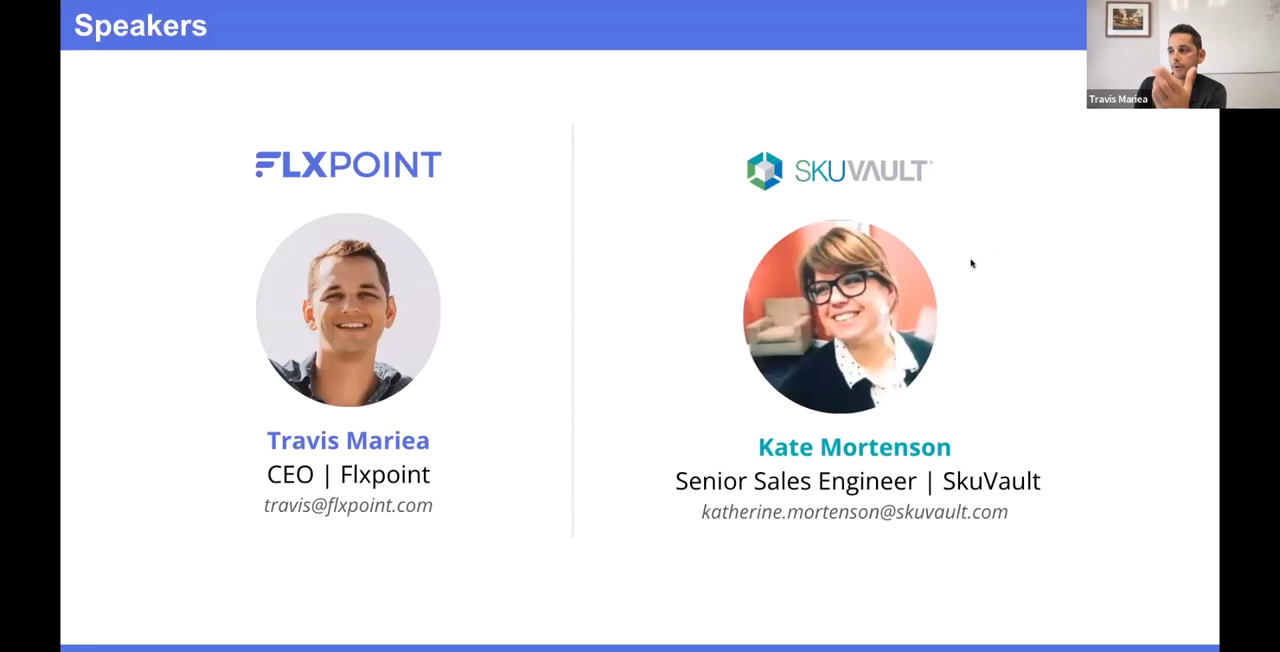 Speakers
Travis Mariea
FLXPOINT
Travis Mariea
CEO | Flxpoint
travis@flxpoint.com
SKUVAULT
Kate Mortenson
Senior Sales Engineer | SkuVault
katherine.mortenson@skuvault.com